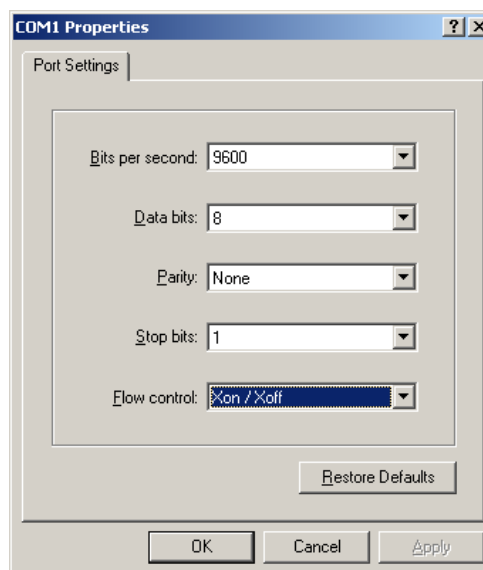 COM1 Properties
Port Settings
Bits per second: 9600
Data bits: 8
Parity: None
Stop bits: 1
Flow control: Xon / Xoff
Restore Defaults
OK Cancel Apply